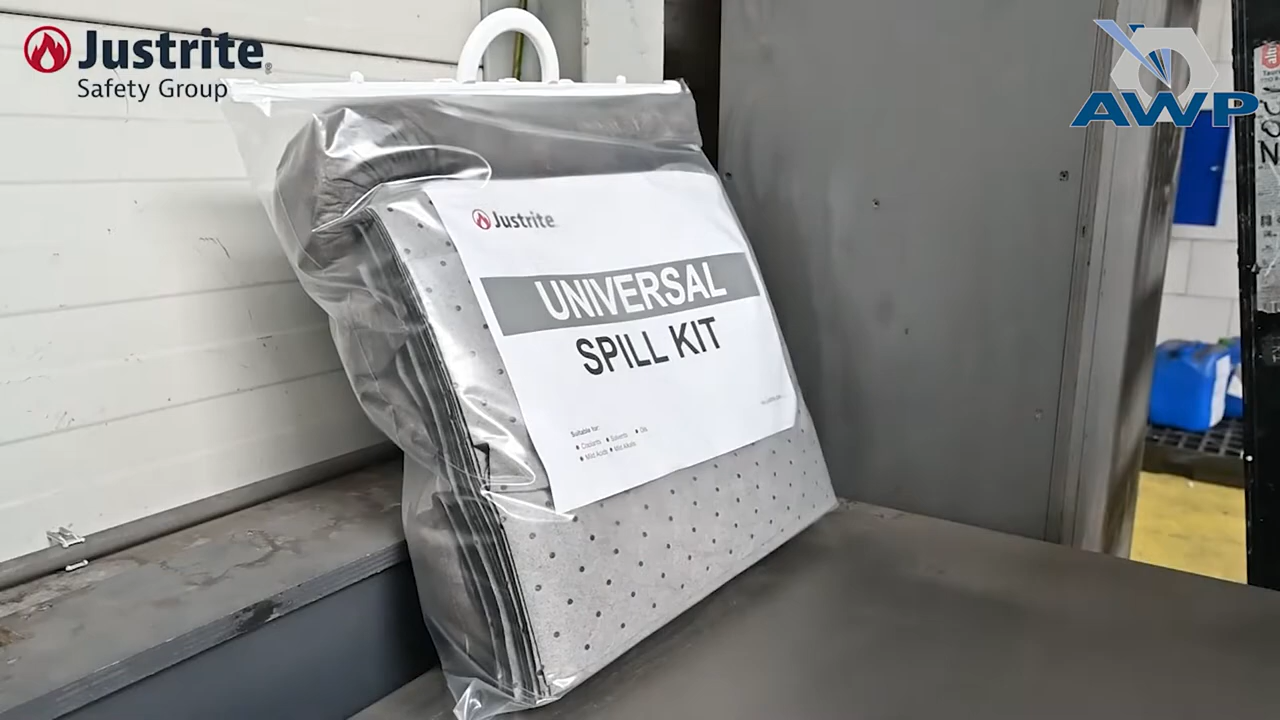 Justrite
Safety Group
AWP
Justrite
UNIVERSAL
SPILL KIT
Suitable for:
• Coolants • Solvents • Oils
• Mild Acids • Mild Alkalis